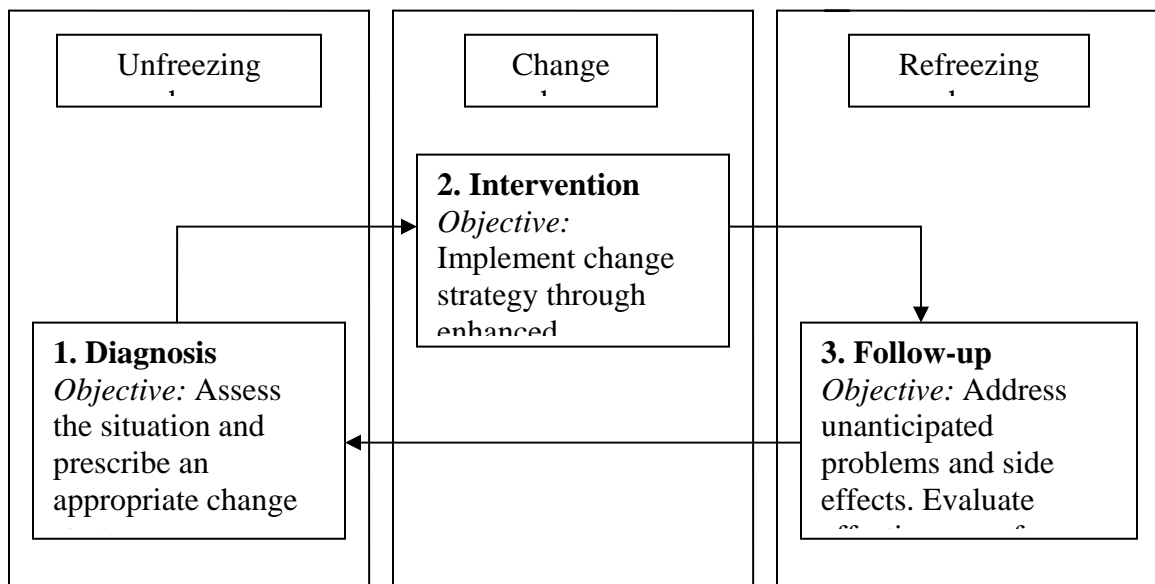 Unfreezing
Change
Refreezing
2. Intervention
Objective:
Implement change
strategy through
enhanced
1. Diagnosis
Objective: Assess
the situation and
prescribe an
appropriate change
3. Follow-up
Objective: Address
unanticipated
problems and side
effects. Evaluate